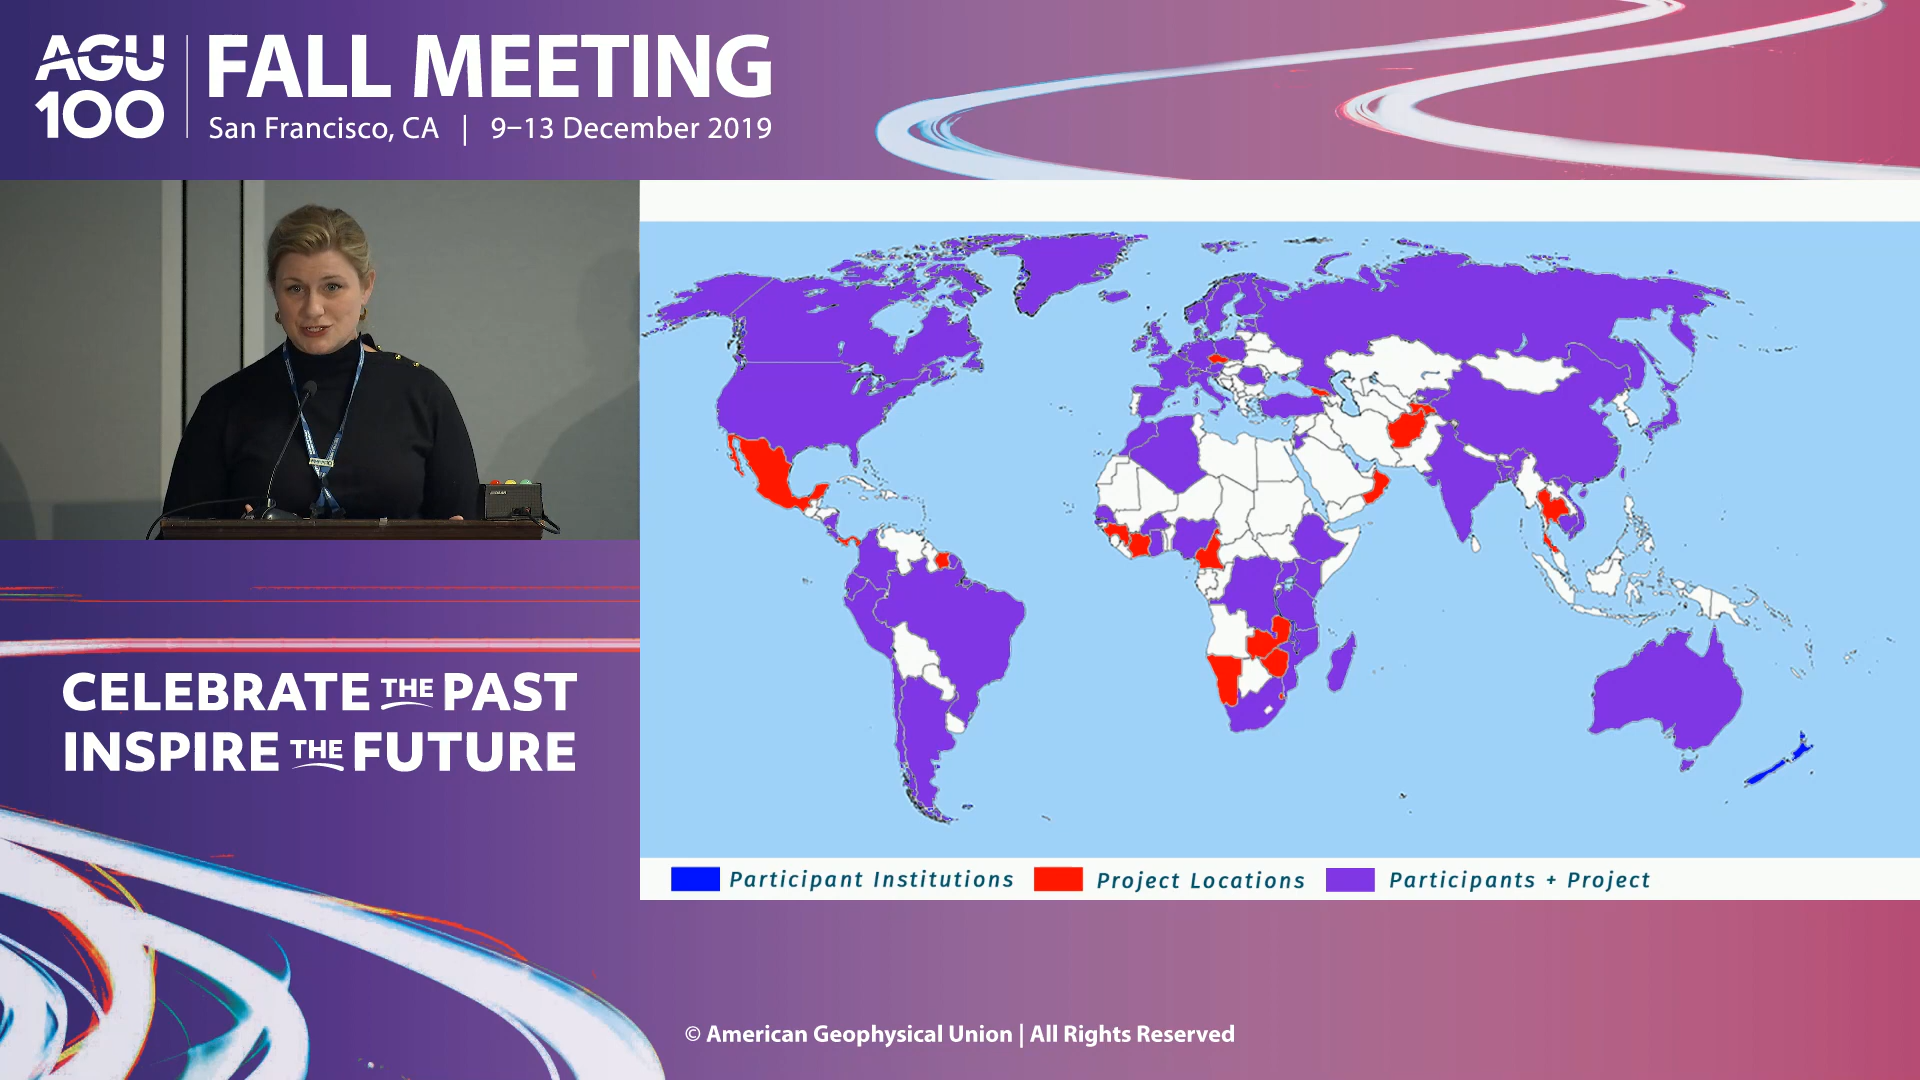 AGU
100
FALL MEETING
San Francisco, CA | 9–13 December 2019
CELEBRATE THE PAST
INSPIRE THE FUTURE
Participant Institutions
Project Locations
Participants + Project
© American Geophysical Union | All Rights Reserved